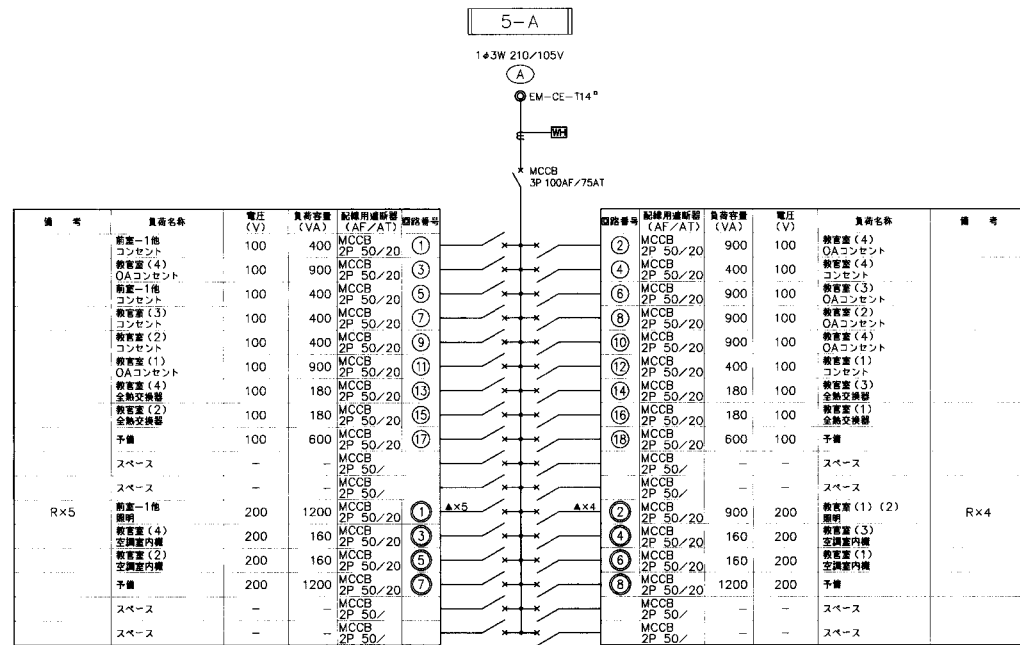 5-A
1φ3W 210/105V
A
EM-CE-T14□
WH
MCCB
3P 100AF/75AT
備 考 負荷名称 電圧(V) 負荷容量(VA) 配線用遮断器(AF/AT) 回路番号
前室-1他 コンセント 100 400 MCCB 2P 50/20 1
教官室(4) OAコンセント 100 900 MCCB 2P 50/20 3
前室-1他 コンセント 100 400 MCCB 2P 50/20 5
教官室(3) コンセント 100 400 MCCB 2P 50/20 7
教官室(2) コンセント 100 400 MCCB 2P 50/20 9
教官室(1) OAコンセント 100 900 MCCB 2P 50/20 11
教官室(4) 全熱交換器 100 180 MCCB 2P 50/20 13
教官室(2) 全熱交換器 100 180 MCCB 2P 50/20 15
予備 100 600 MCCB 2P 50/20 17
スペース - - MCCB 2P 50/
スペース - - MCCB 2P 50/
R×5 前室-1他 照明 200 1200 MCCB 2P 50/20 1 ▲×5
教官室(4) 空調室内機 200 160 MCCB 2P 50/20 3
教官室(2) 空調室内機 200 160 MCCB 2P 50/20 5
予備 200 1200 MCCB 2P 50/20 7
スペース - - MCCB 2P 50/
スペース - - MCCB 2P 50/
回路番号 配線用遮断器(AF/AT) 負荷容量(VA) 電圧(V) 負荷名称 備 考
2 MCCB 2P 50/20 900 100 教官室(4) OAコンセント
4 MCCB 2P 50/20 400 100 教官室(4) コンセント
6 MCCB 2P 50/20 900 100 教官室(3) OAコンセント
8 MCCB 2P 50/20 900 100 教官室(2) OAコンセント
10 MCCB 2P 50/20 900 100 教官室(4) OAコンセント
12 MCCB 2P 50/20 400 100 教官室(1) コンセント
14 MCCB 2P 50/20 180 100 教官室(3) 全熱交換器
16 MCCB 2P 50/20 180 100 教官室(1) 全熱交換器
18 MCCB 2P 50/20 600 100 予備
MCCB 2P 50/ - - スペース
MCCB 2P 50/ - - スペース
▲×4 2 MCCB 2P 50/20 900 200 教官室(1)(2) 照明 R×4
4 MCCB 2P 50/20 160 200 教官室(3) 空調室内機
6 MCCB 2P 50/20 160 200 教官室(1) 空調室内機
8 MCCB 2P 50/20 1200 200 予備
MCCB 2P 50/ - - スペース
MCCB 2P 50/ - - スペース